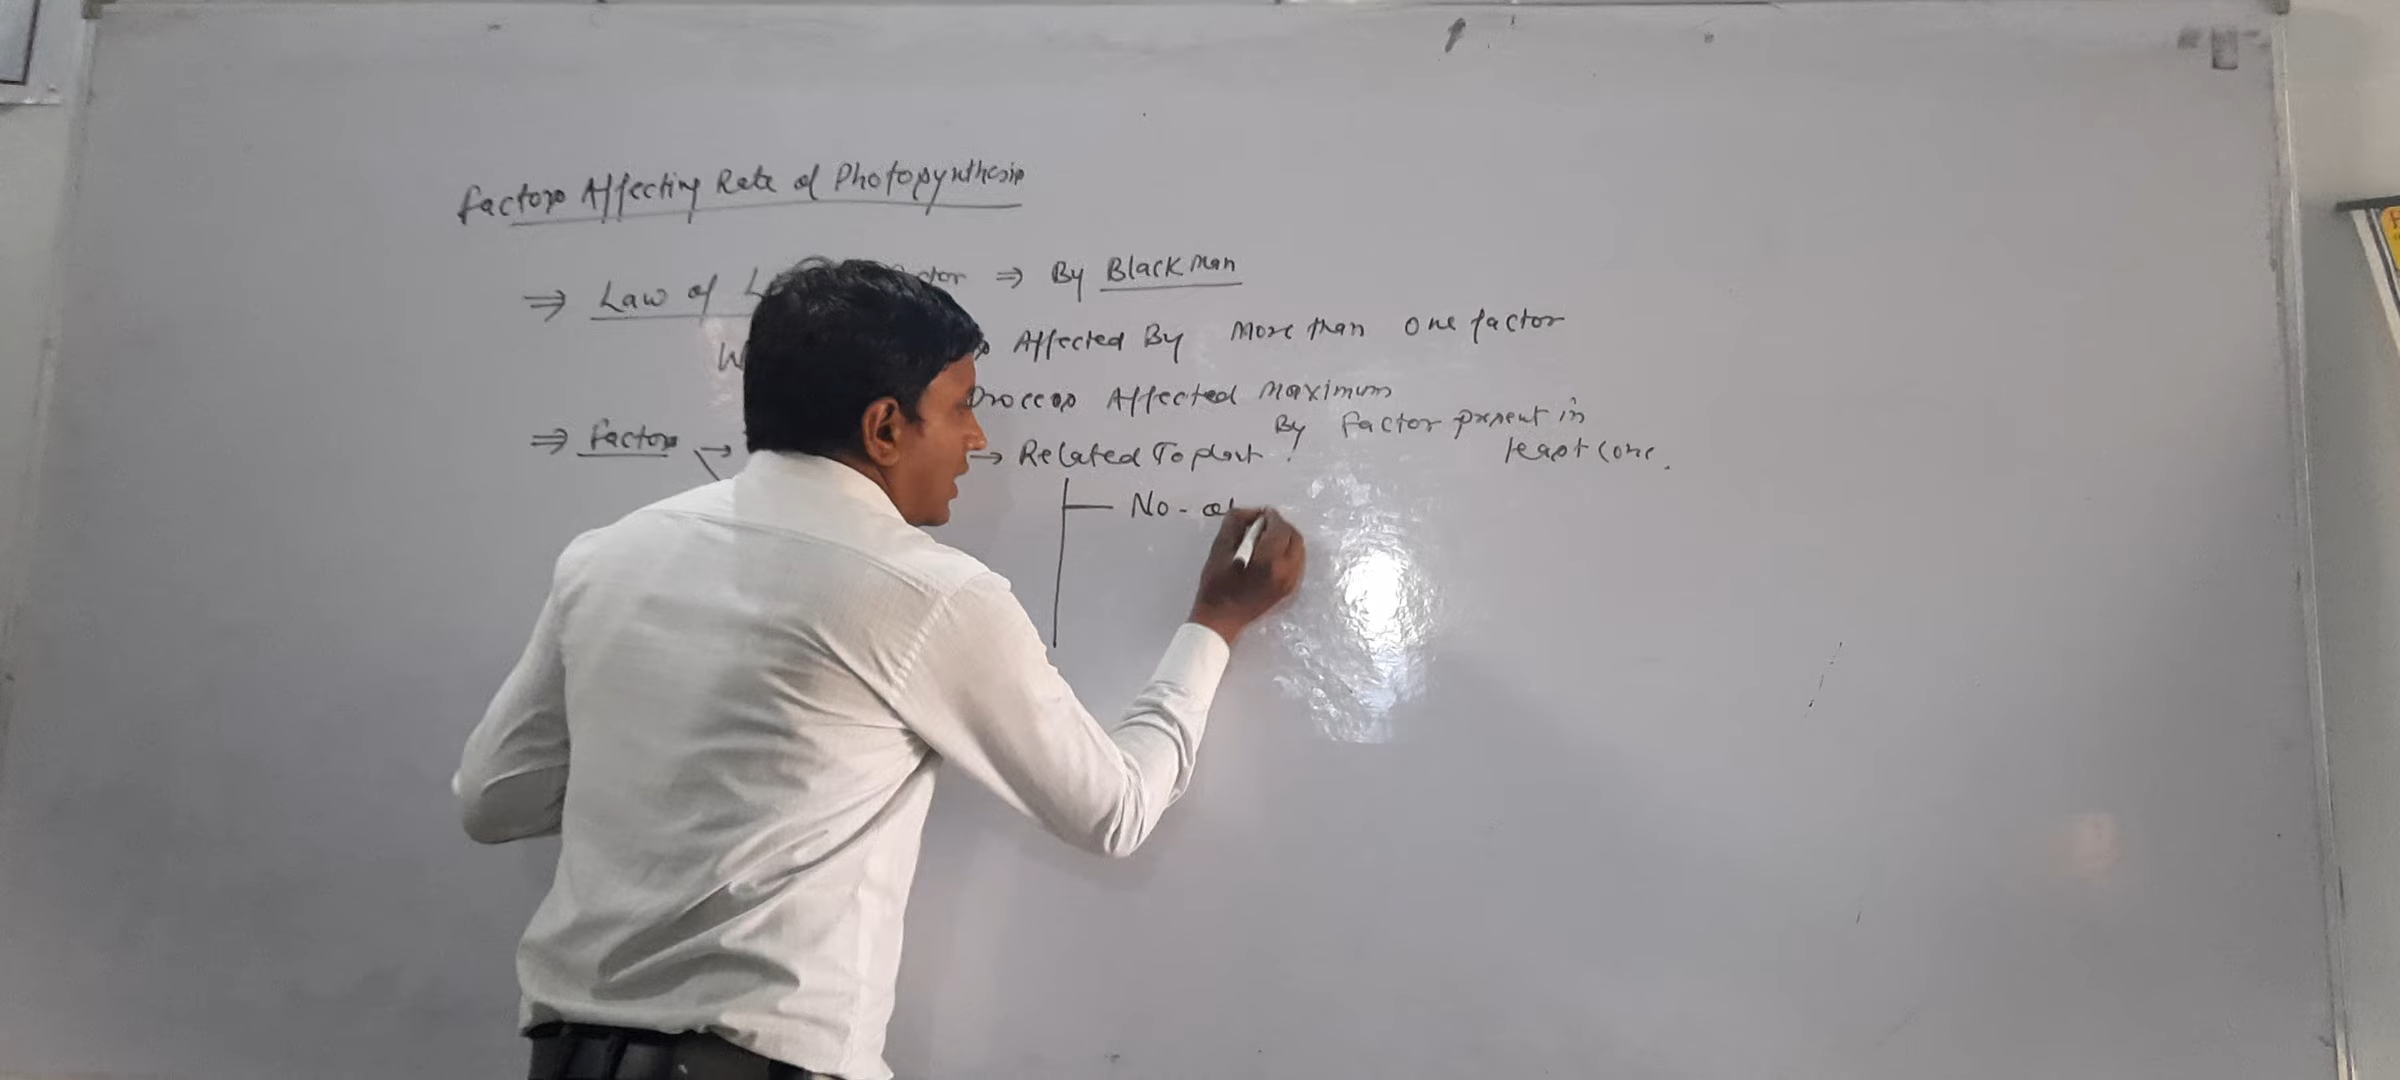 Factors Affecting Rate of Photosynthesis
⇒ Law of ⇒ By Blackman
Affected By More than one factor
Process Affected Maximum
By factor present in
least conc.
⇒ Factors → → Related To plant
No. of